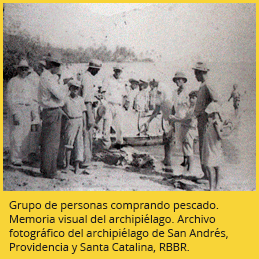 Grupo de personas comprando pescado.
Memoria visual del archipiélago. Archivo
fotográfico del archipiélago de San Andrés,
Providencia y Santa Catalina, RBBR.